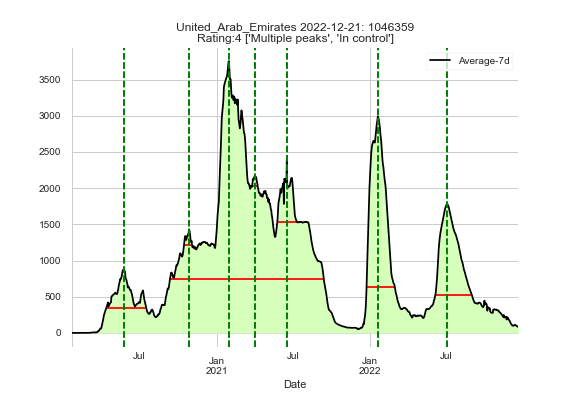 United_Arab_Emirates 2022-12-21: 1046359
Rating:4 ['Multiple peaks', 'In control']
Average-7d
3500
3000
2500
2000
1500
1000
500
0
Jul
Jan
2021
Jul
Jan
2022
Jul
Date